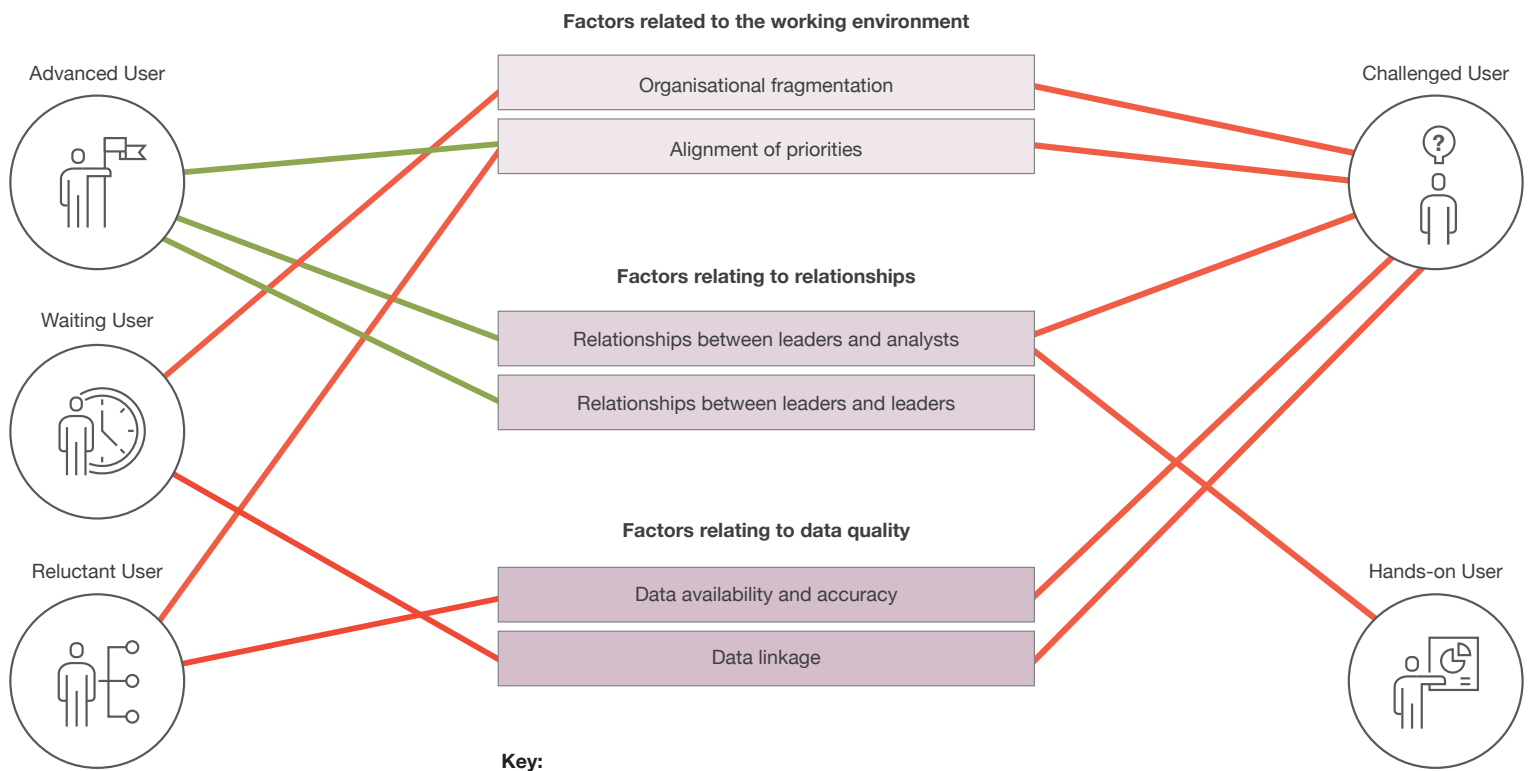 Factors related to the working environment
Advanced User
Organisational fragmentation
Challenged User
Alignment of priorities
?
Factors relating to relationships
Waiting User
Relationships between leaders and analysts
Relationships between leaders and leaders
Factors relating to data quality
Reluctant User
Data availability and accuracy
Hands-on User
Data linkage
Key: